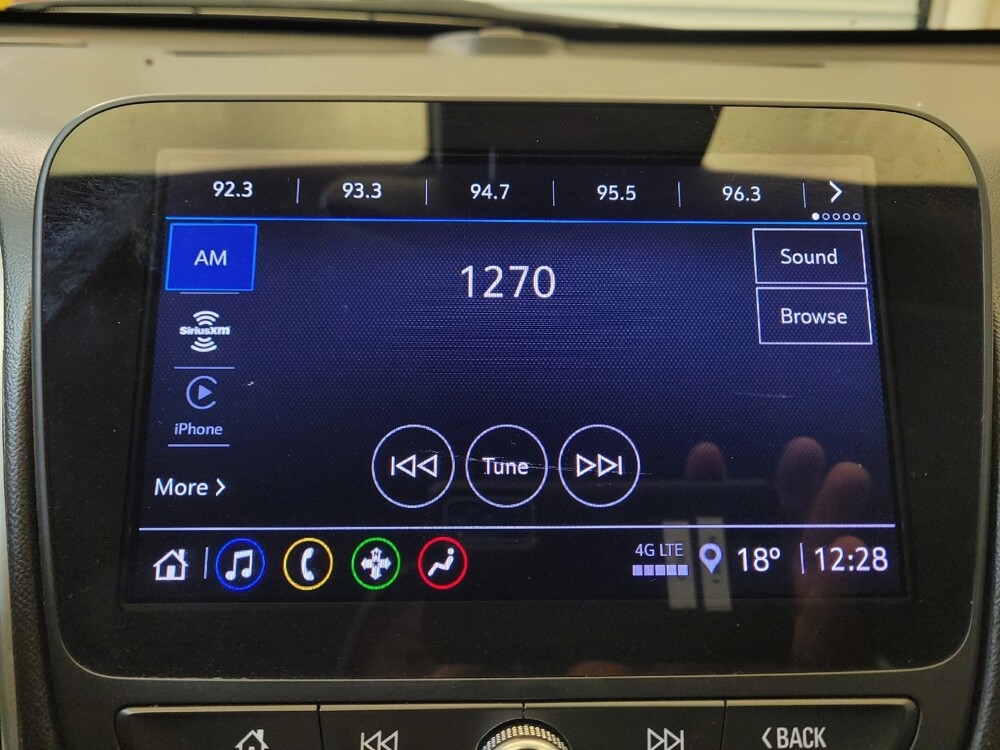 92.3 | 93.3 | 94.7 | 95.5 | 96.3
AM
1270
Sound
SiriusXM
Browse
iPhone
More
Tune
4G LTE
18° | 12:28
BACK